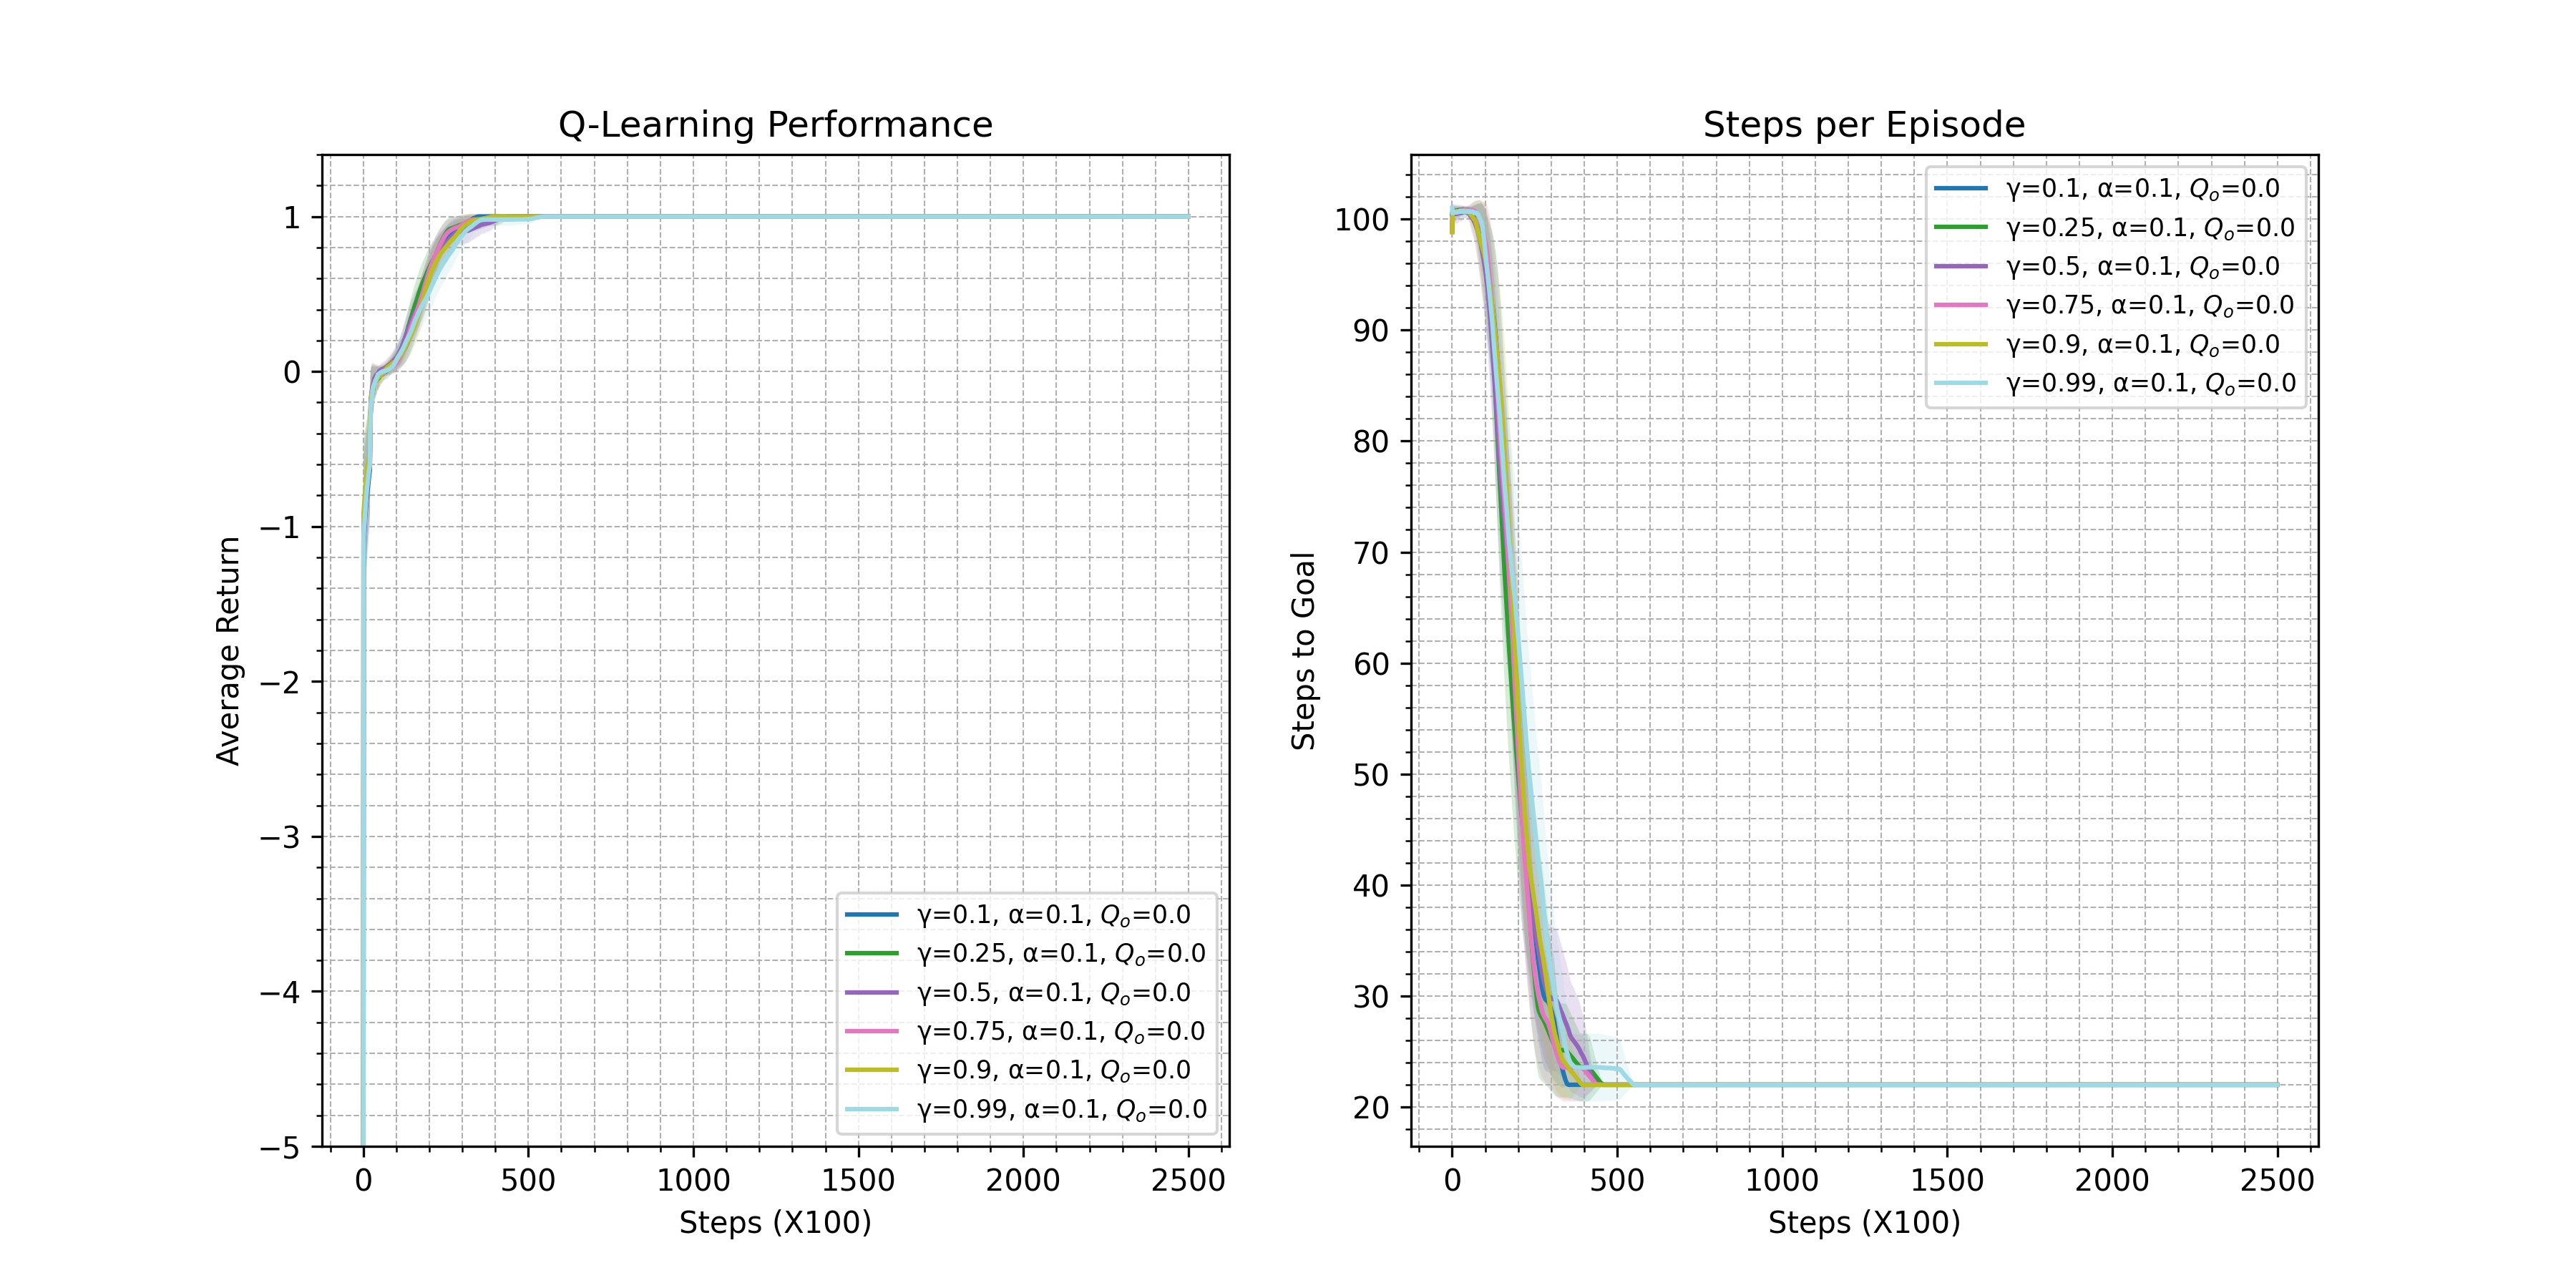 Q-Learning Performance
Average Return
1
0
−1
−2
−3
−4
−5
0 500 1000 1500 2000 2500
Steps (X100)
γ=0.1, α=0.1, Qₒ=0.0
γ=0.25, α=0.1, Qₒ=0.0
γ=0.5, α=0.1, Qₒ=0.0
γ=0.75, α=0.1, Qₒ=0.0
γ=0.9, α=0.1, Qₒ=0.0
γ=0.99, α=0.1, Qₒ=0.0
Steps per Episode
Steps to Goal
100
90
80
70
60
50
40
30
20
0 500 1000 1500 2000 2500
Steps (X100)
γ=0.1, α=0.1, Qₒ=0.0
γ=0.25, α=0.1, Qₒ=0.0
γ=0.5, α=0.1, Qₒ=0.0
γ=0.75, α=0.1, Qₒ=0.0
γ=0.9, α=0.1, Qₒ=0.0
γ=0.99, α=0.1, Qₒ=0.0